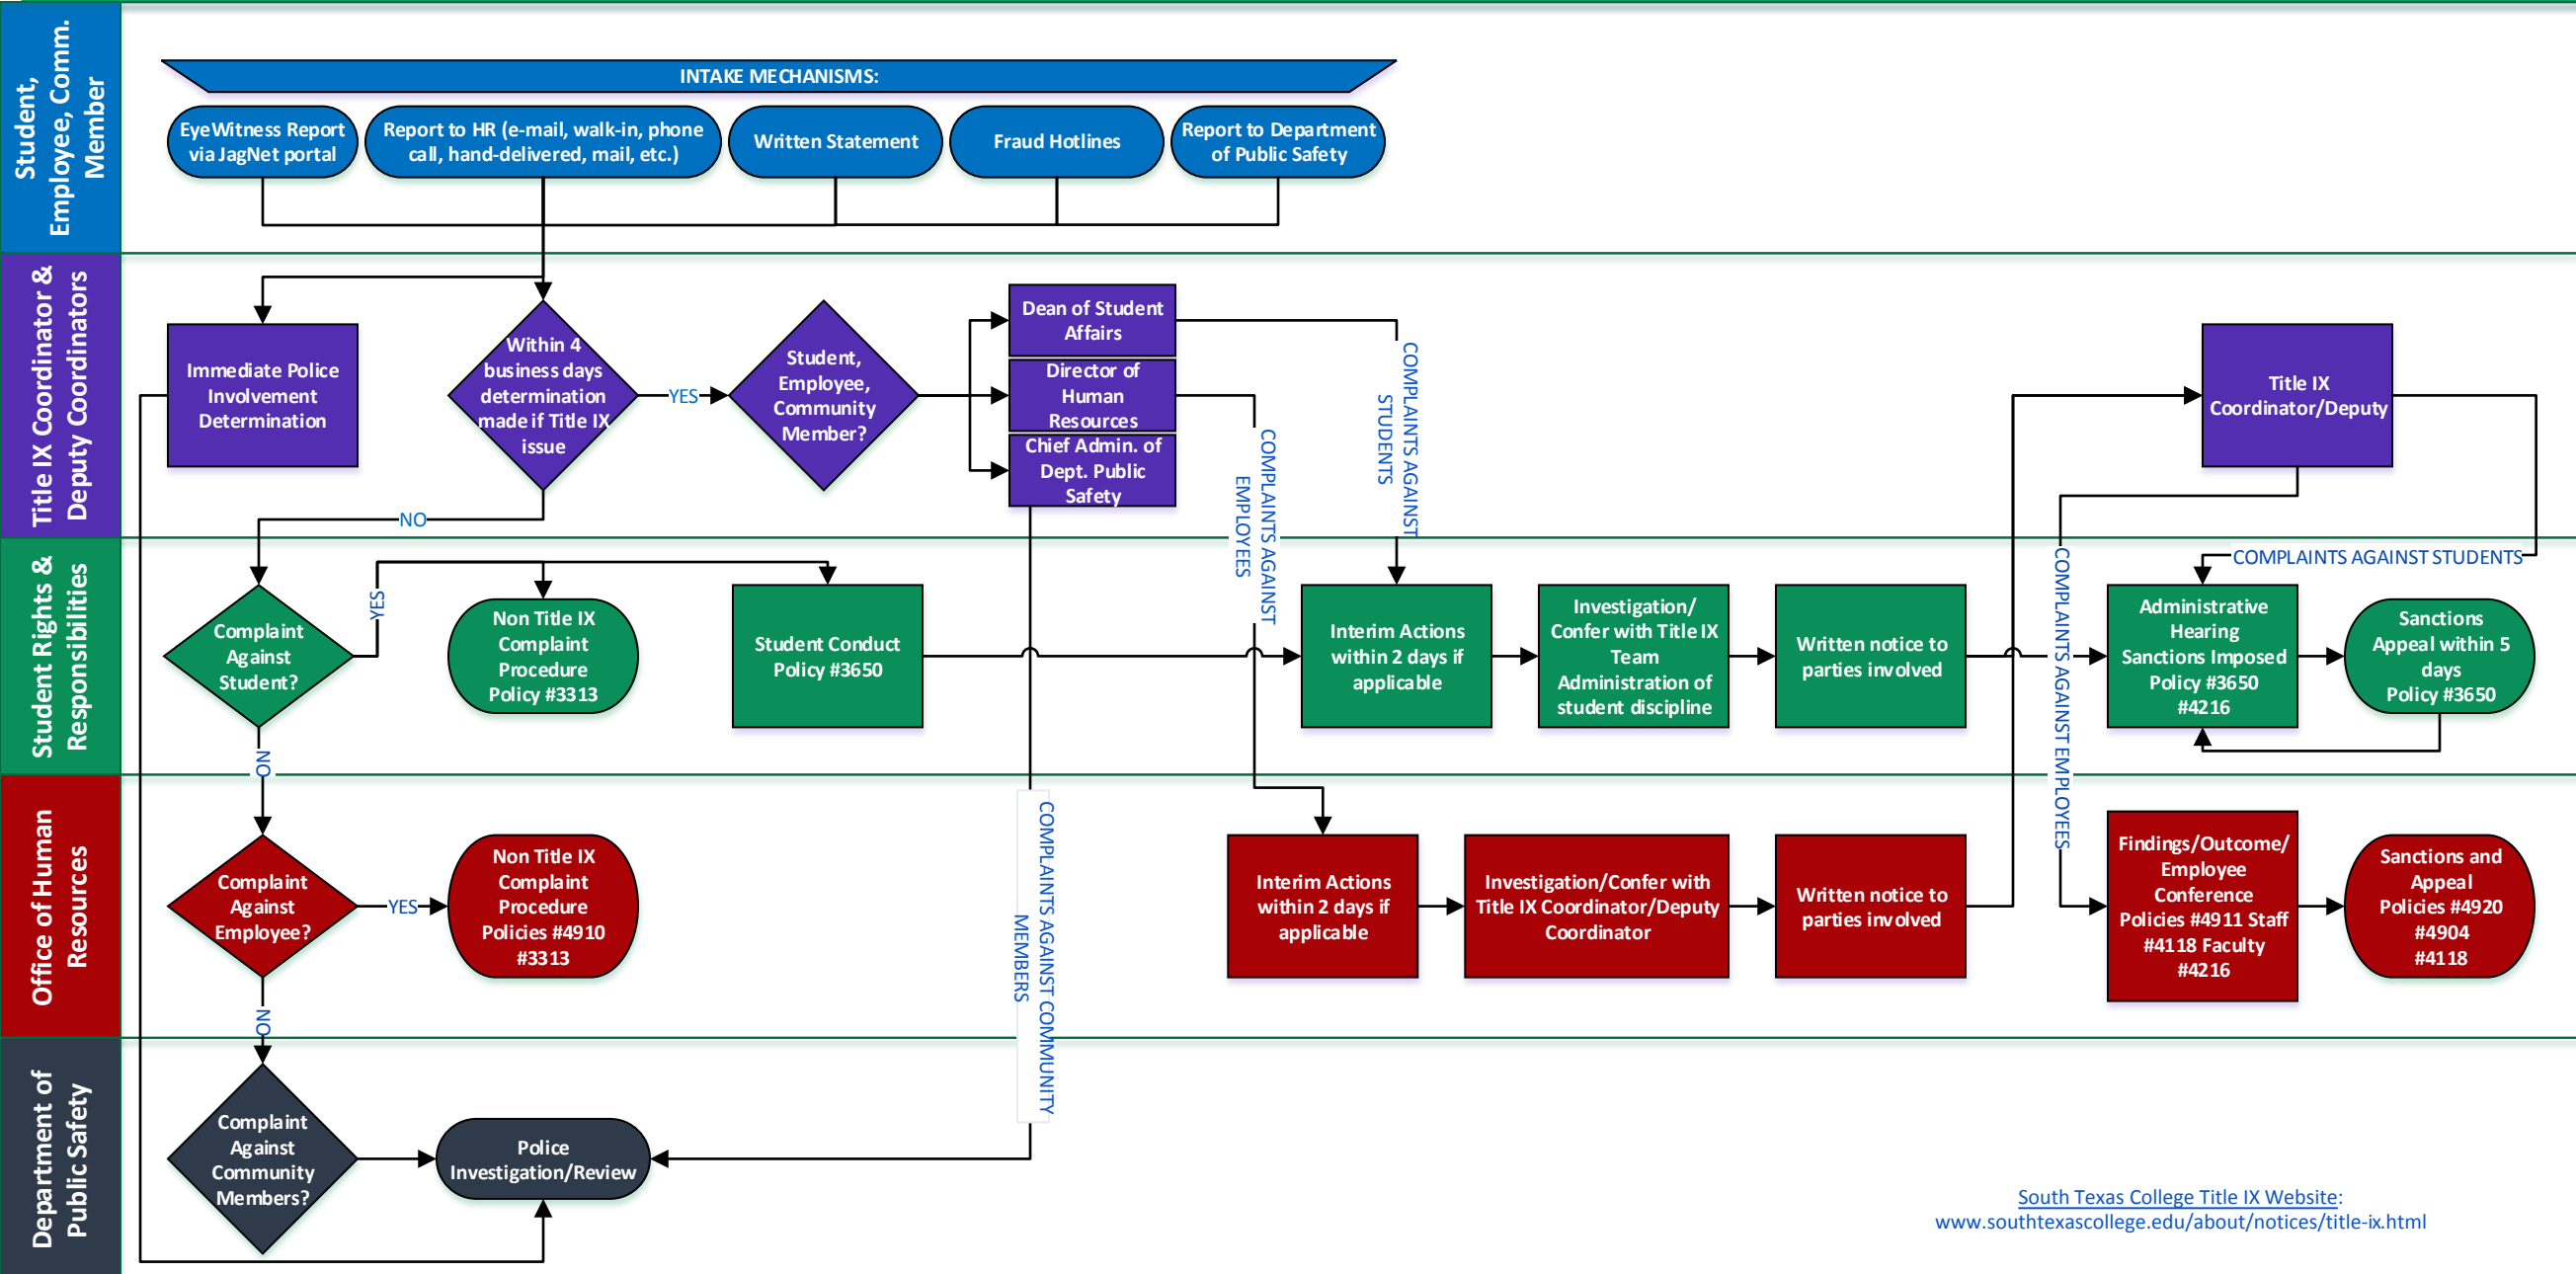 Student,
Employee, Comm.
Member
INTAKE MECHANISMS:
EyeWitness Report
via JagNet portal
Report to HR (e-mail, walk-in, phone
call, hand-delivered, mail, etc.)
Written Statement
Fraud Hotlines
Report to Department
of Public Safety
Title IX Coordinator &
Deputy Coordinators
Immediate Police
Involvement
Determination
Within 4
business days
determination
made if Title IX
issue
YES
NO
Student,
Employee,
Community
Member?
Dean of Student
Affairs
Director of
Human
Resources
Chief Admin. of
Dept. Public
Safety
COMPLAINTS AGAINST
STUDENTS
COMPLAINTS AGAINST
EMPLOYEES
Title IX
Coordinator/Deputy
COMPLAINTS AGAINST STUDENTS
COMPLAINTS AGAINST EMPLOYEES
Student Rights &
Responsibilities
Complaint
Against
Student?
YES
NO
Non Title IX
Complaint
Procedure
Policy #3313
Student Conduct
Policy #3650
Interim Actions
within 2 days if
applicable
Investigation/
Confer with Title IX
Team
Administration of
student discipline
Written notice to
parties involved
Administrative
Hearing
Sanctions Imposed
Policy #3650
#4216
Sanctions
Appeal within 5
days
Policy #3650
Office of Human
Resources
Complaint
Against
Employee?
YES
NO
Non Title IX
Complaint
Procedure
Policies #4910
#3313
COMPLAINTS AGAINST COMMUNITY
MEMBERS
Interim Actions
within 2 days if
applicable
Investigation/Confer with
Title IX Coordinator/Deputy
Coordinator
Written notice to
parties involved
Findings/Outcome/
Employee
Conference
Policies #4911 Staff
#4118 Faculty
#4216
Sanctions and
Appeal
Policies #4920
#4904
#4118
Department of
Public Safety
Complaint
Against
Community
Members?
Police
Investigation/Review
South Texas College Title IX Website:
www.southtexascollege.edu/about/notices/title-ix.html